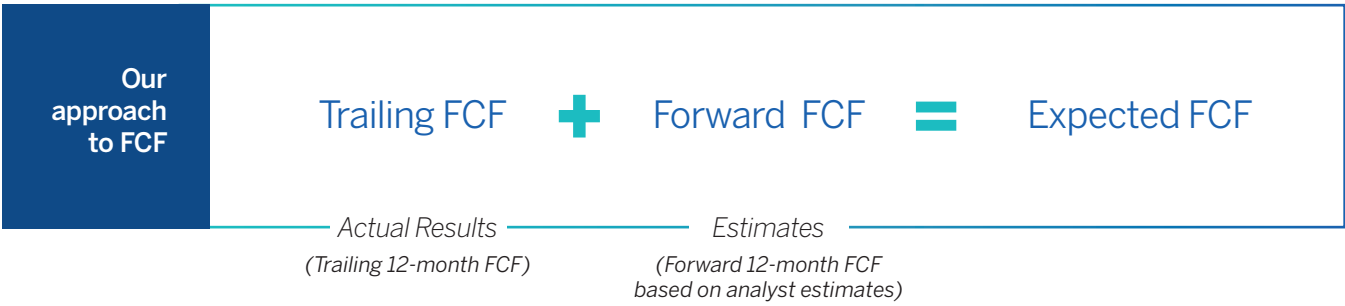 Our
approach
to FCF
Trailing FCF + Forward FCF = Expected FCF
Actual Results
(Trailing 12-month FCF)
Estimates
(Forward 12-month FCF
based on analyst estimates)